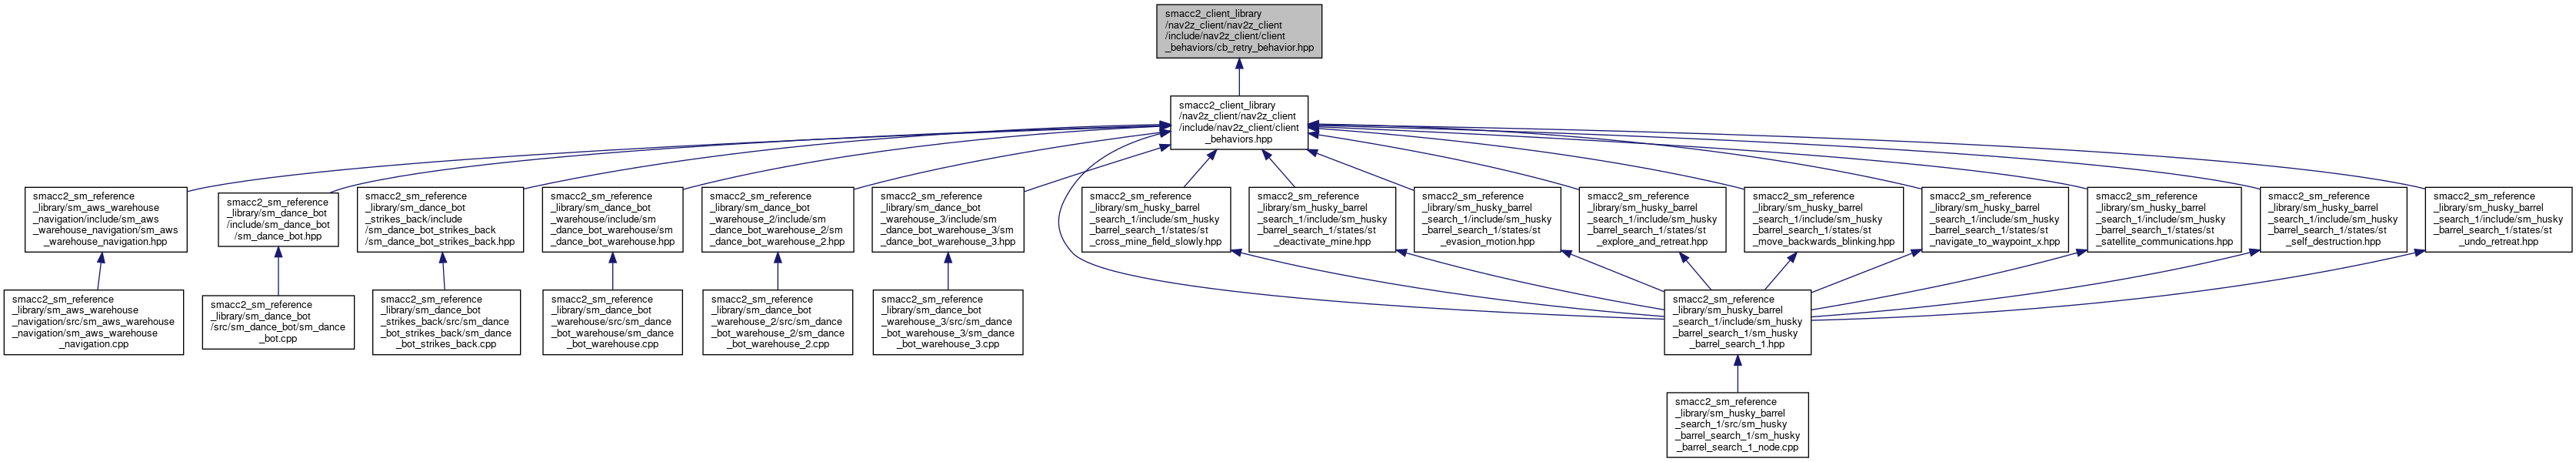 smacc2_client_library
/nav2z_client/nav2z_client
/include/nav2z_client/client
_behaviors/cb_retry_behavior.hpp
smacc2_client_library
/nav2z_client/nav2z_client
/include/nav2z_client/client
_behaviors.hpp
smacc2_sm_reference
_library/sm_aws_warehouse
_navigation/include/sm_aws
_warehouse_navigation/sm_aws
_warehouse_navigation.hpp
smacc2_sm_reference
_library/sm_dance_bot
/include/sm_dance_bot
/sm_dance_bot.hpp
smacc2_sm_reference
_library/sm_dance_bot
_strikes_back/include
/sm_dance_bot_strikes_back
/sm_dance_bot_strikes_back.hpp
smacc2_sm_reference
_library/sm_dance_bot
_warehouse/include/sm
_dance_bot_warehouse/sm
_dance_bot_warehouse.hpp
smacc2_sm_reference
_library/sm_dance_bot
_warehouse_2/include/sm
_dance_bot_warehouse_2/sm
_dance_bot_warehouse_2.hpp
smacc2_sm_reference
_library/sm_dance_bot
_warehouse_3/include/sm
_dance_bot_warehouse_3/sm
_dance_bot_warehouse_3.hpp
smacc2_sm_reference
_library/sm_husky_barrel
_search_1/include/sm_husky
_barrel_search_1/states/st
_cross_mine_field_slowly.hpp
smacc2_sm_reference
_library/sm_husky_barrel
_search_1/include/sm_husky
_barrel_search_1/states/st
_deactivate_mine.hpp
smacc2_sm_reference
_library/sm_husky_barrel
_search_1/include/sm_husky
_barrel_search_1/states/st
_evasion_motion.hpp
smacc2_sm_reference
_library/sm_husky_barrel
_search_1/include/sm_husky
_barrel_search_1/states/st
_explore_and_retreat.hpp
smacc2_sm_reference
_library/sm_husky_barrel
_search_1/include/sm_husky
_barrel_search_1/states/st
_move_backwards_blinking.hpp
smacc2_sm_reference
_library/sm_husky_barrel
_search_1/include/sm_husky
_barrel_search_1/states/st
_navigate_to_waypoint_x.hpp
smacc2_sm_reference
_library/sm_husky_barrel
_search_1/include/sm_husky
_barrel_search_1/states/st
_satellite_communications.hpp
smacc2_sm_reference
_library/sm_husky_barrel
_search_1/include/sm_husky
_barrel_search_1/states/st
_self_destruction.hpp
smacc2_sm_reference
_library/sm_husky_barrel
_search_1/include/sm_husky
_barrel_search_1/states/st
_undo_retreat.hpp
smacc2_sm_reference
_library/sm_aws_warehouse
_navigation/src/sm_aws_warehouse
_navigation/sm_aws_warehouse
_navigation.cpp
smacc2_sm_reference
_library/sm_dance_bot
/src/sm_dance_bot/sm_dance
_bot.cpp
smacc2_sm_reference
_library/sm_dance_bot
_strikes_back/src/sm_dance
_bot_strikes_back/sm_dance
_bot_strikes_back.cpp
smacc2_sm_reference
_library/sm_dance_bot
_warehouse/src/sm_dance
_bot_warehouse/sm_dance
_bot_warehouse.cpp
smacc2_sm_reference
_library/sm_dance_bot
_warehouse_2/src/sm_dance
_bot_warehouse_2/sm_dance
_bot_warehouse_2.cpp
smacc2_sm_reference
_library/sm_dance_bot
_warehouse_3/src/sm_dance
_bot_warehouse_3/sm_dance
_bot_warehouse_3.cpp
smacc2_sm_reference
_library/sm_husky_barrel
_search_1/include/sm_husky
_barrel_search_1/sm_husky
_barrel_search_1.hpp
smacc2_sm_reference
_library/sm_husky_barrel
_search_1/src/sm_husky
_barrel_search_1/sm_husky
_barrel_search_1_node.cpp